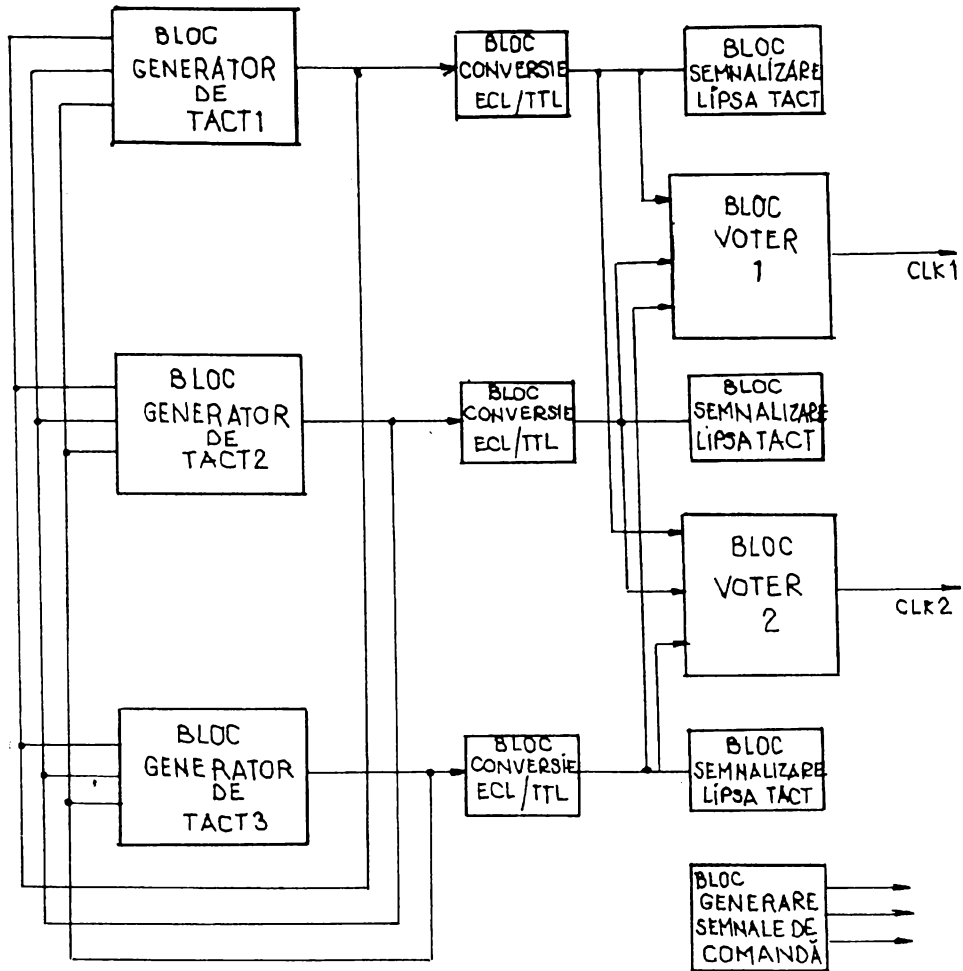 BLOC
GENERATOR
DE
TACT1
BLOC
CONVERSIE
ECL/TTL
BLOC
SEMNALIZARE
LIPSA TACT
BLOC
VOTER
1
CLK1
BLOC
GENERATOR
DE
TACT2
BLOC
CONVERSIE
ECL/TTL
BLOC
SEMNALIZARE
LIPSA TACT
BLOC
VOTER
2
CLK2
BLOC
GENERATOR
DE
TACT3
BLOC
CONVERSIE
ECL/TTL
BLOC
SEMNALIZARE
LIPSA TACT
BLOC
GENERARE
SEMNALE DE
COMANDĂ